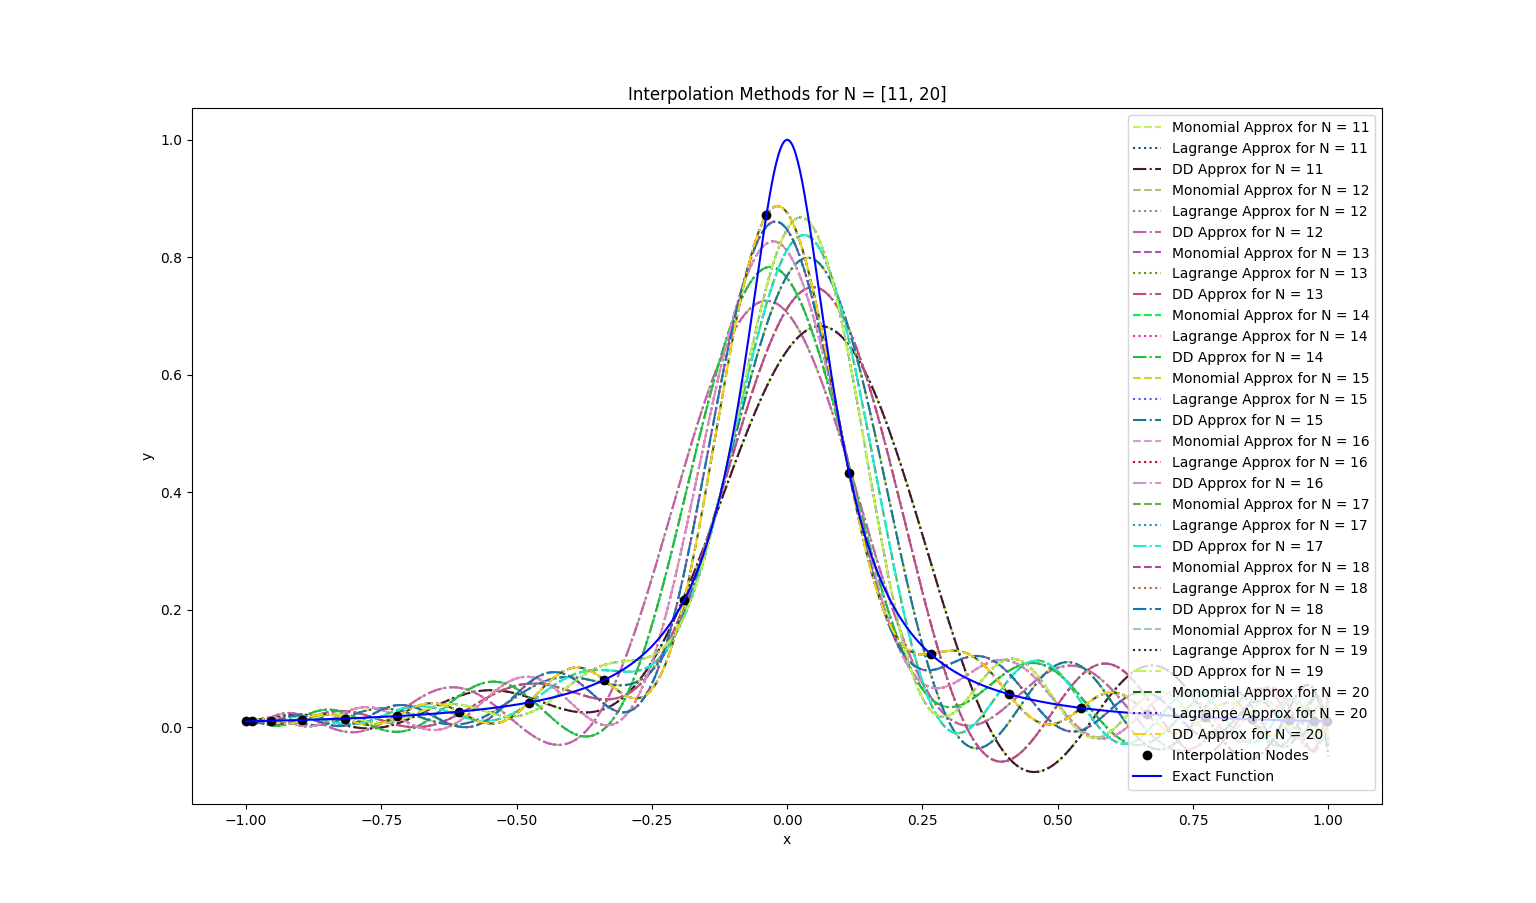 Interpolation Methods for N = [11, 20]
y
1.0
0.8
0.6
0.4
0.2
0.0
−1.00 −0.75 −0.50 −0.25 0.00 0.25 0.50 0.75 1.00
x
Monomial Approx for N = 11
Lagrange Approx for N = 11
DD Approx for N = 11
Monomial Approx for N = 12
Lagrange Approx for N = 12
DD Approx for N = 12
Monomial Approx for N = 13
Lagrange Approx for N = 13
DD Approx for N = 13
Monomial Approx for N = 14
Lagrange Approx for N = 14
DD Approx for N = 14
Monomial Approx for N = 15
Lagrange Approx for N = 15
DD Approx for N = 15
Monomial Approx for N = 16
Lagrange Approx for N = 16
DD Approx for N = 16
Monomial Approx for N = 17
Lagrange Approx for N = 17
DD Approx for N = 17
Monomial Approx for N = 18
Lagrange Approx for N = 18
DD Approx for N = 18
Monomial Approx for N = 19
Lagrange Approx for N = 19
DD Approx for N = 19
Monomial Approx for N = 20
Lagrange Approx for N = 20
DD Approx for N = 20
Interpolation Nodes
Exact Function